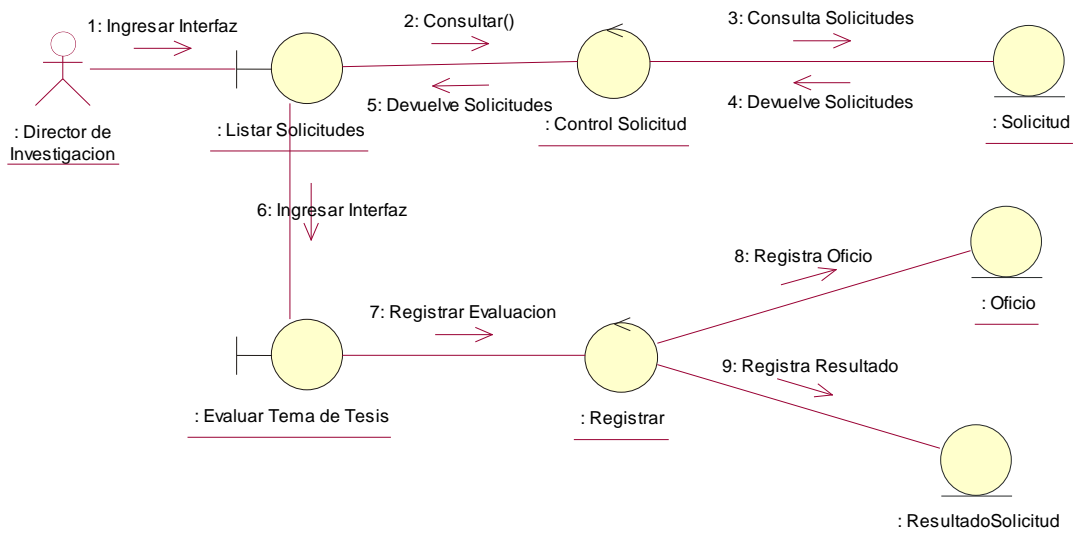 1: Ingresar Interfaz
2: Consultar()
3: Consulta Solicitudes
5: Devuelve Solicitudes
4: Devuelve Solicitudes
: Director de
Investigacion
: Listar Solicitudes
: Control Solicitud
: Solicitud
6: Ingresar Interfaz
8: Registra Oficio
: Oficio
7: Registrar Evaluacion
9: Registra Resultado
: Evaluar Tema de Tesis
: Registrar
: ResultadoSolicitud